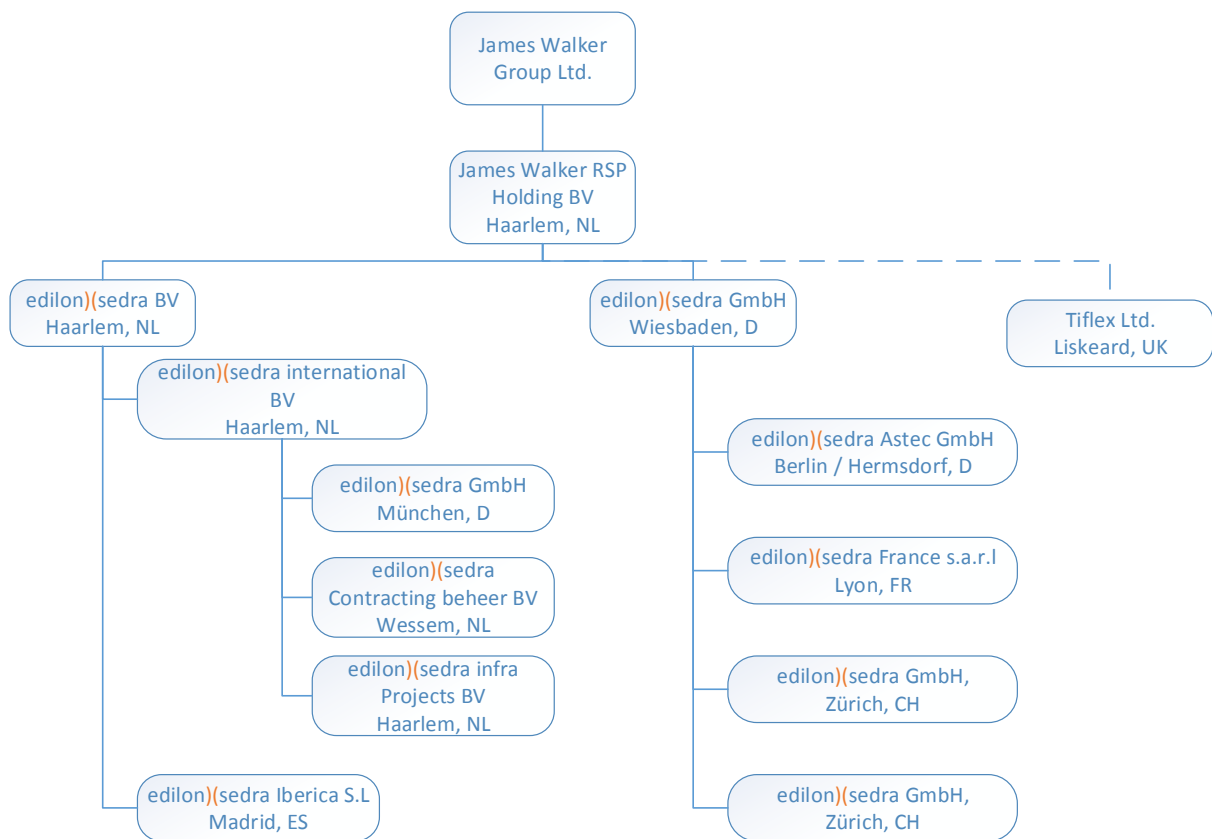 James Walker
Group Ltd.
James Walker RSP
Holding BV
Haarlem, NL
edilon)(sedra BV
Haarlem, NL
edilon)(sedra GmbH
Wiesbaden, D
Tiflex Ltd.
Liskeard, UK
edilon)(sedra international
BV
Haarlem, NL
edilon)(sedra GmbH
München, D
edilon)(sedra
Contracting beheer BV
Wessem, NL
edilon)(sedra infra
Projects BV
Haarlem, NL
edilon)(sedra Iberica S.L
Madrid, ES
edilon)(sedra Astec GmbH
Berlin / Hermsdorf, D
edilon)(sedra France s.a.r.l
Lyon, FR
edilon)(sedra GmbH,
Zürich, CH
edilon)(sedra GmbH,
Zürich, CH